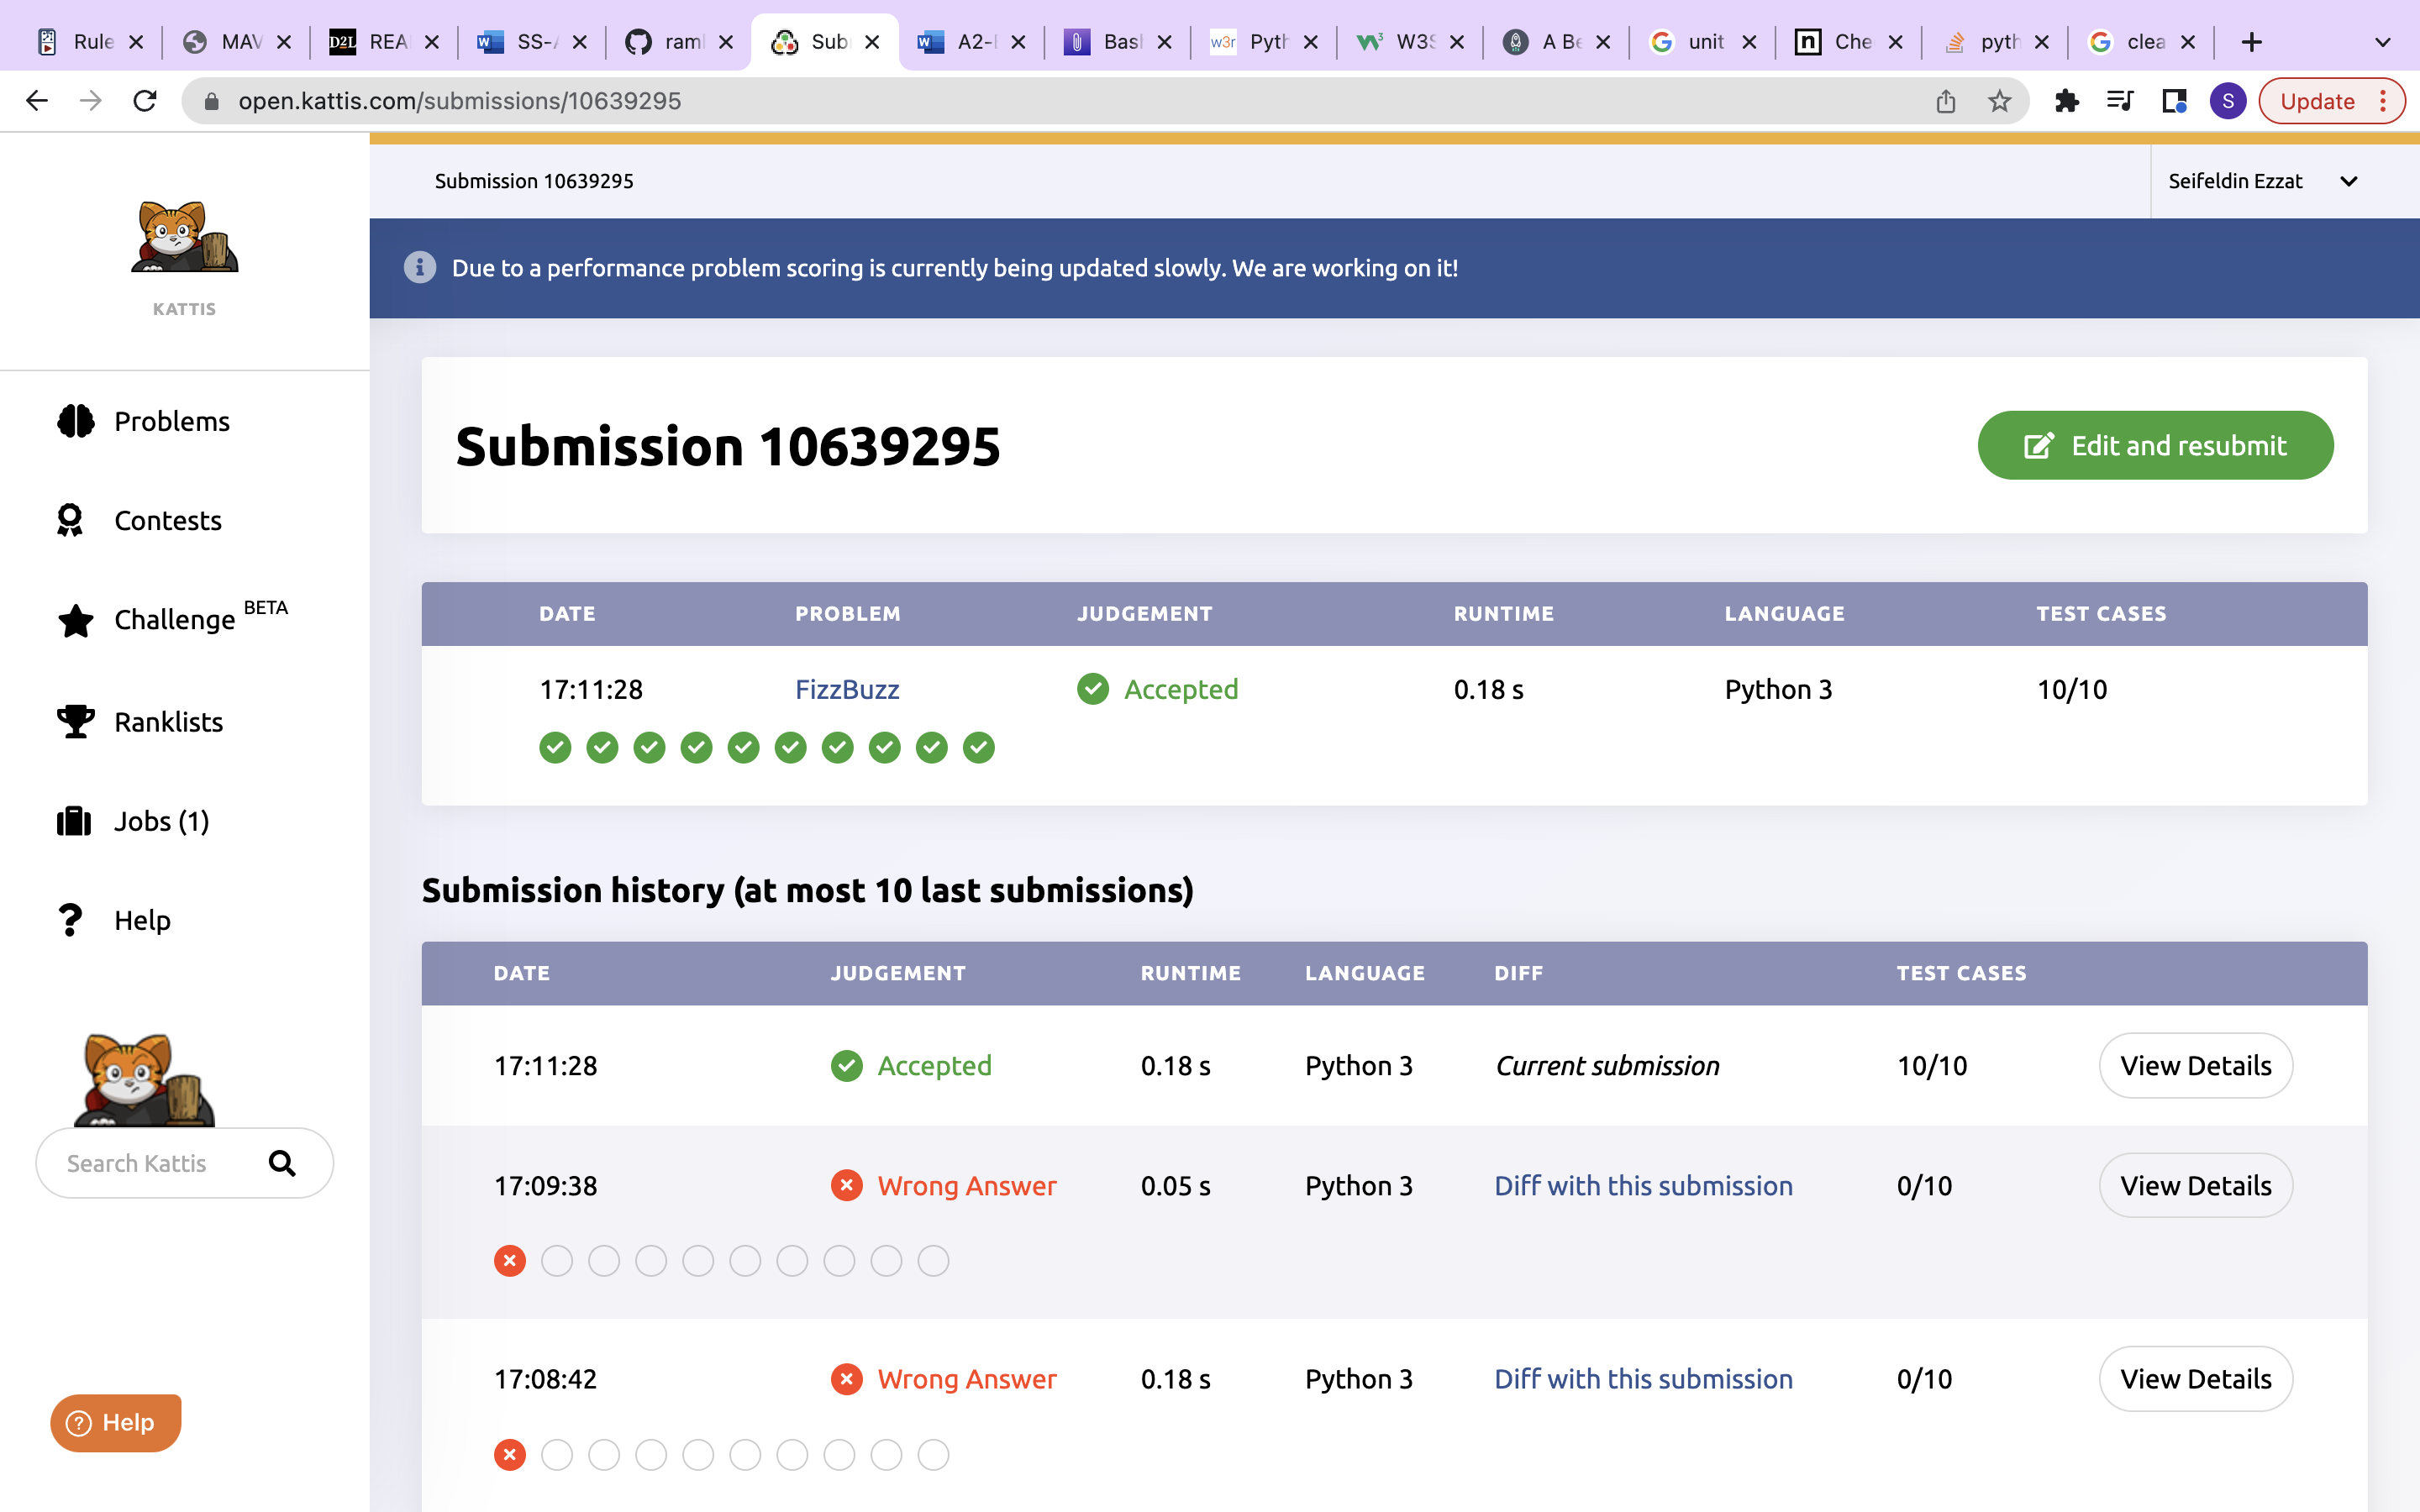 Rule MAV D2L REA SS-A ram Sub A2- Bas w3r Pyth W3S A Be unit n Che pyth clea
open.kattis.com/submissions/10639295 S Update
Submission 10639295 Seifeldin Ezzat
Due to a performance problem scoring is currently being updated slowly. We are working on it!
KATTIS
Problems
Contests
Challenge BETA
Ranklists
Jobs (1)
Help
Search Kattis
Help
Submission 10639295 Edit and resubmit
DATE PROBLEM JUDGEMENT RUNTIME LANGUAGE TEST CASES
17:11:28 FizzBuzz Accepted 0.18 s Python 3 10/10
Submission history (at most 10 last submissions)
DATE JUDGEMENT RUNTIME LANGUAGE DIFF TEST CASES
17:11:28 Accepted 0.18 s Python 3 Current submission 10/10 View Details
17:09:38 Wrong Answer 0.05 s Python 3 Diff with this submission 0/10 View Details
17:08:42 Wrong Answer 0.18 s Python 3 Diff with this submission 0/10 View Details